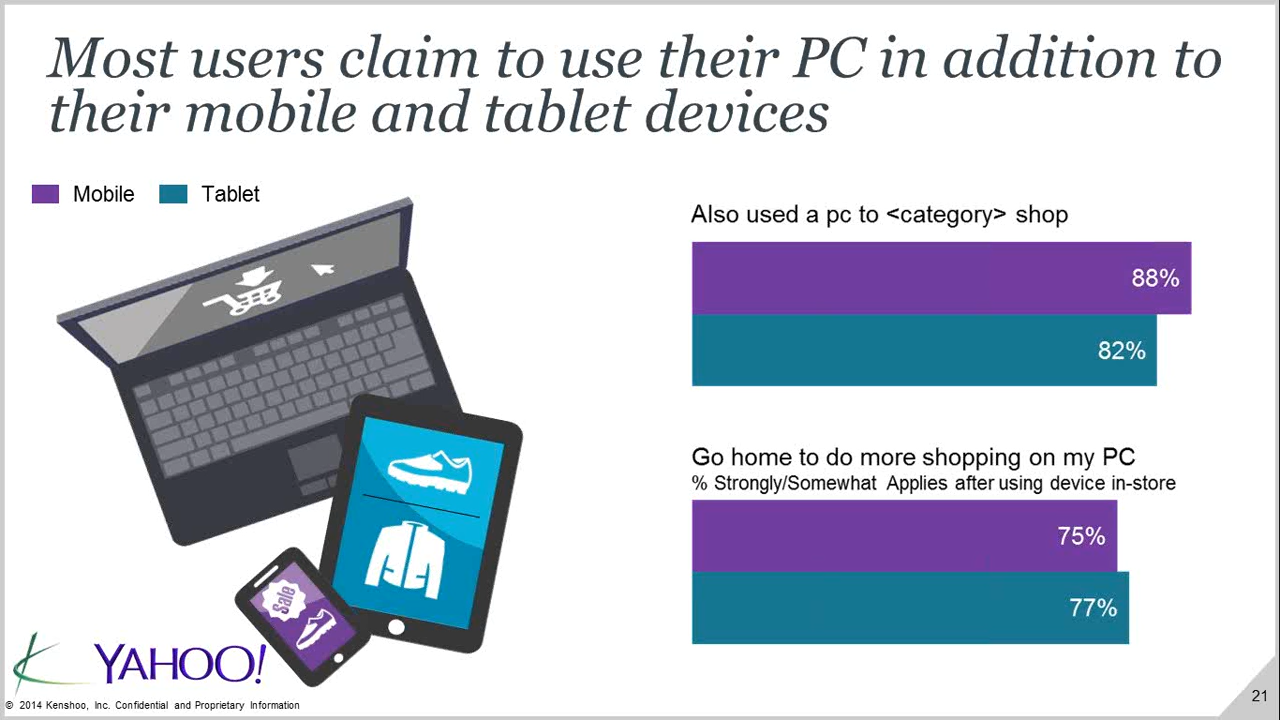 Most users claim to use their PC in addition to
their mobile and tablet devices
Mobile
Tablet
Also used a pc to <category> shop
88%
82%
Go home to do more shopping on my PC
% Strongly/Somewhat Applies after using device in-store
75%
77%
Sale
YAHOO!
© 2014 Kenshoo, Inc. Confidential and Proprietary Information
21